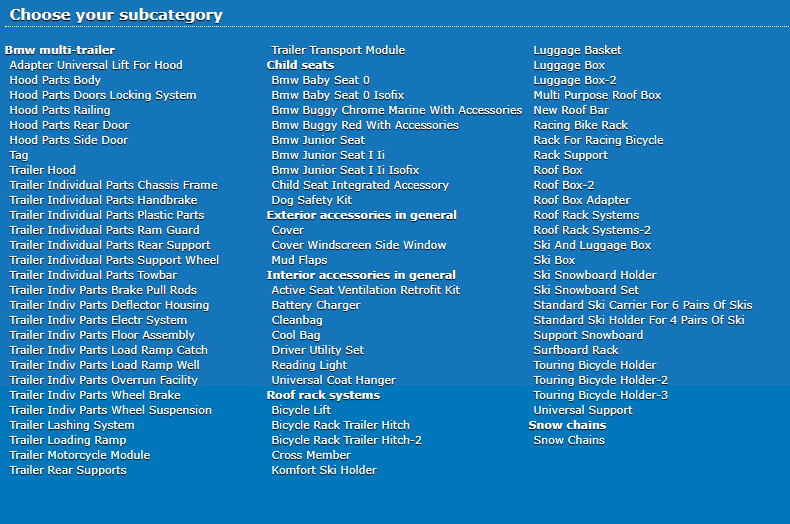 Choose your subcategory
Bmw multi-trailer
Adapter Universal Lift For Hood
Hood Parts Body
Hood Parts Doors Locking System
Hood Parts Railing
Hood Parts Rear Door
Hood Parts Side Door
Tag
Trailer Hood
Trailer Individual Parts Chassis Frame
Trailer Individual Parts Handbrake
Trailer Individual Parts Plastic Parts
Trailer Individual Parts Ram Guard
Trailer Individual Parts Rear Support
Trailer Individual Parts Support Wheel
Trailer Individual Parts Towbar
Trailer Indiv Parts Brake Pull Rods
Trailer Indiv Parts Deflector Housing
Trailer Indiv Parts Electr System
Trailer Indiv Parts Floor Assembly
Trailer Indiv Parts Load Ramp Catch
Trailer Indiv Parts Load Ramp Well
Trailer Indiv Parts Overrun Facility
Trailer Indiv Parts Wheel Brake
Trailer Indiv Parts Wheel Suspension
Trailer Lashing System
Trailer Loading Ramp
Trailer Motorcycle Module
Trailer Rear Supports
Trailer Transport Module
Child seats
Bmw Baby Seat 0
Bmw Baby Seat 0 Isofix
Bmw Buggy Chrome Marine With Accessories
Bmw Buggy Red With Accessories
Bmw Junior Seat
Bmw Junior Seat I Ii
Bmw Junior Seat I Ii Isofix
Child Seat Integrated Accessory
Dog Safety Kit
Exterior accessories in general
Cover
Cover Windscreen Side Window
Mud Flaps
Interior accessories in general
Active Seat Ventilation Retrofit Kit
Battery Charger
Cleanbag
Cool Bag
Driver Utility Set
Reading Light
Universal Coat Hanger
Roof rack systems
Bicycle Lift
Bicycle Rack Trailer Hitch
Bicycle Rack Trailer Hitch-2
Cross Member
Komfort Ski Holder
Luggage Basket
Luggage Box
Luggage Box-2
Multi Purpose Roof Box
New Roof Bar
Racing Bike Rack
Rack For Racing Bicycle
Rack Support
Roof Box
Roof Box-2
Roof Box Adapter
Roof Rack Systems
Roof Rack Systems-2
Ski And Luggage Box
Ski Box
Ski Snowboard Holder
Ski Snowboard Set
Standard Ski Carrier For 6 Pairs Of Skis
Standard Ski Holder For 4 Pairs Of Ski
Support Snowboard
Surfboard Rack
Touring Bicycle Holder
Touring Bicycle Holder-2
Touring Bicycle Holder-3
Universal Support
Snow chains
Snow Chains